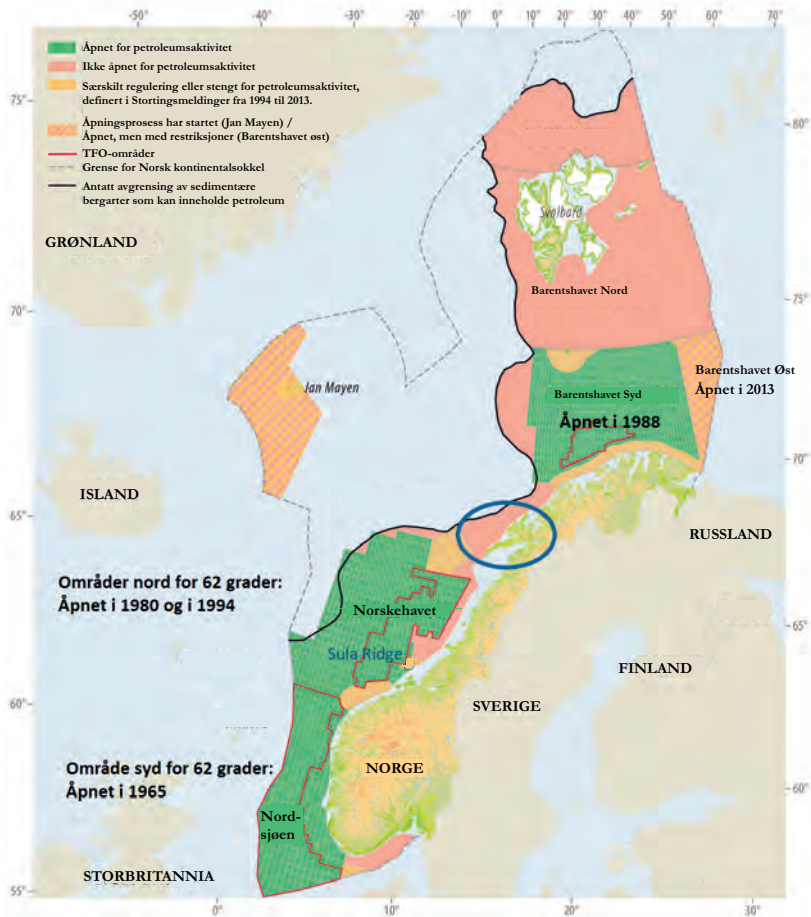 -50°
-30°
-20°
-10°
0°
10°
20°
30°
40°
50°
60°
70°
Åpnet for petroleumsaktivitet
Ikke åpnet for petroleumsaktivitet
Særskilt regulering eller stengt for petroleumsaktivitet,
definert i Stortingsmeldinger fra 1994 til 2013.
Åpningsprosess har startet (Jan Mayen) /
Åpnet, men med restriksjoner (Barentshavet øst)
TFO-områder
Grense for Norsk kontinentalsokkel
Antatt avgrensing av sedimentære
bergarter som kan inneholde petroleum
75°
80°
GRØNLAND
Svalbard
Barentshavet Nord
75°
70°
Barentshavet Øst
Åpnet i 2013
Jan Mayen
Barentshavet Syd
Åpnet i 1988
70°
ISLAND
65°
RUSSLAND
Områder nord for 62 grader:
Åpnet i 1980 og i 1994
Norskehavet
65°
Sula Ridge
FINLAND
60°
SVERIGE
Område syd for 62 grader:
Åpnet i 1965
NORGE
60°
Nord-
sjøen
STORBRITANNIA
55°
0°
10°
20°
30°